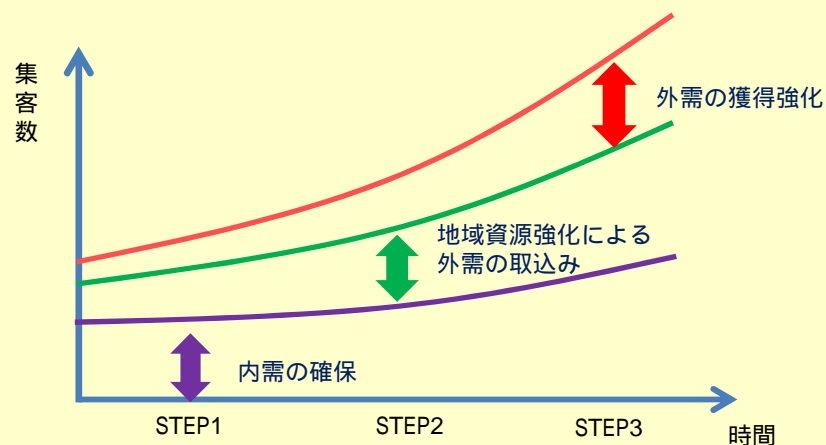 集客数
外需の獲得強化
地域資源強化による
外需の取込み
内需の確保
STEP1
STEP2
STEP3
時間